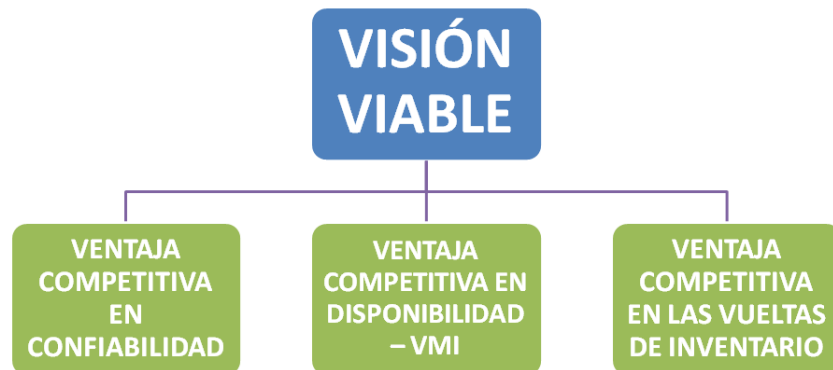 VISIÓN
VIABLE
VENTAJA
COMPETITIVA
EN
CONFIABILIDAD
VENTAJA
COMPETITIVA EN
DISPONIBILIDAD
– VMI
VENTAJA
COMPETITIVA
EN LAS VUELTAS
DE INVENTARIO